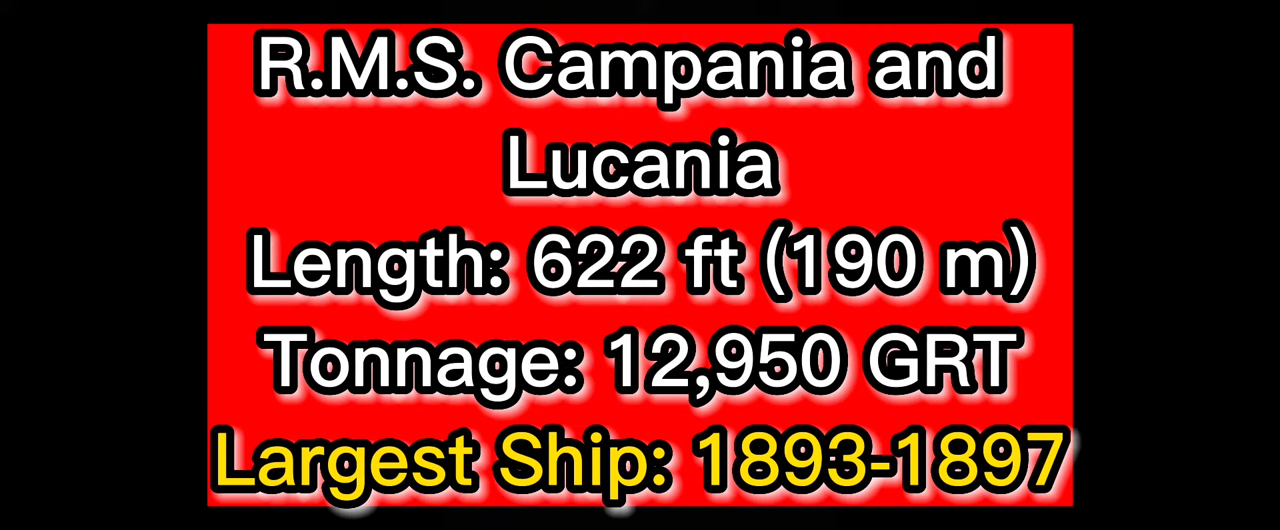 R.M.S. Campania and
Lucania
Length: 622 ft (190 m)
Tonnage: 12,950 GRT
Largest Ship: 1893-1897